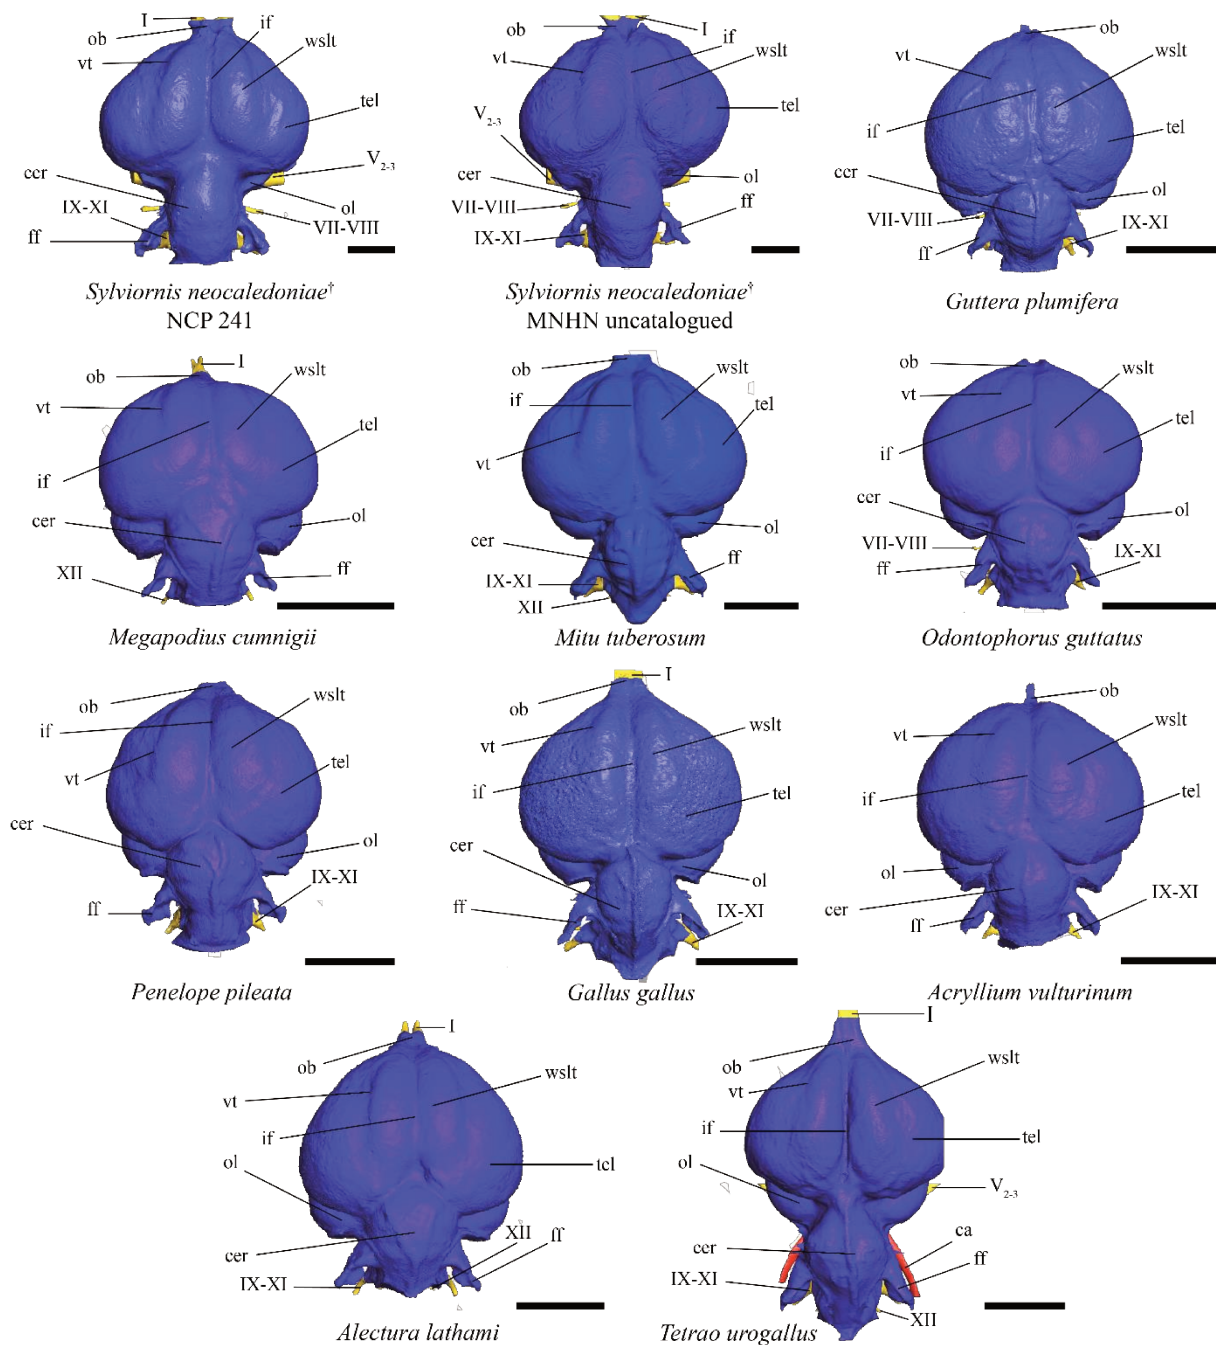 I
ob
if
vt
wslt
tel
V2-3
cer
IX-XI
ol
VII-VIII
ff
Sylviornis neocaledoniae†
NCP 241
ob
I
if
vt
wslt
V2-3
tel
cer
ol
VII-VIII
ff
IX-XI
Sylviornis neocaledoniae†
MNHN uncatalogued
ob
vt
wslt
if
tel
cer
ol
VII-VIII
IX-XI
ff
Guttera plumifera
I
ob
wslt
vt
tel
if
cer
ol
XII
ff
Megapodius cumnigii
ob
if
wslt
tel
vt
ol
cer
ff
IX-XI
XII
Mitu tuberosum
ob
vt
wslt
if
tel
cer
ol
VII-VIII
IX-XI
ff
Odontophorus guttatus
ob
wslt
if
vt
tel
cer
ol
IX-XI
ff
Penelope pileata
I
ob
vt
wslt
if
tel
cer
ol
ff
IX-XI
Gallus gallus
ob
vt
wslt
if
tel
ol
IX-XI
cer
ff
Acryllium vulturinum
I
ob
wslt
vt
if
ol
tel
XII
ff
cer
IX-XI
Alectura lathami
I
ob
wslt
vt
if
tel
ol
V2-3
ca
cer
ff
IX-XI
XII
Tetrao urogallus